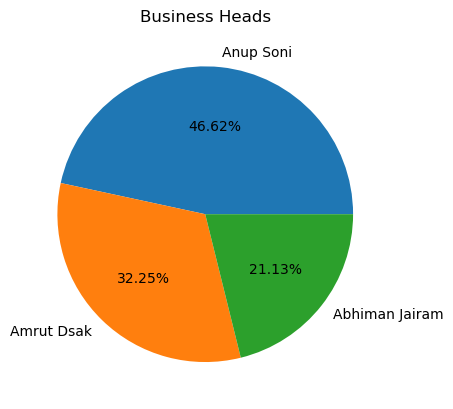 Business Heads
Anup Soni
46.62%
32.25%
21.13%
Amrut Dsak
Abhiman Jairam